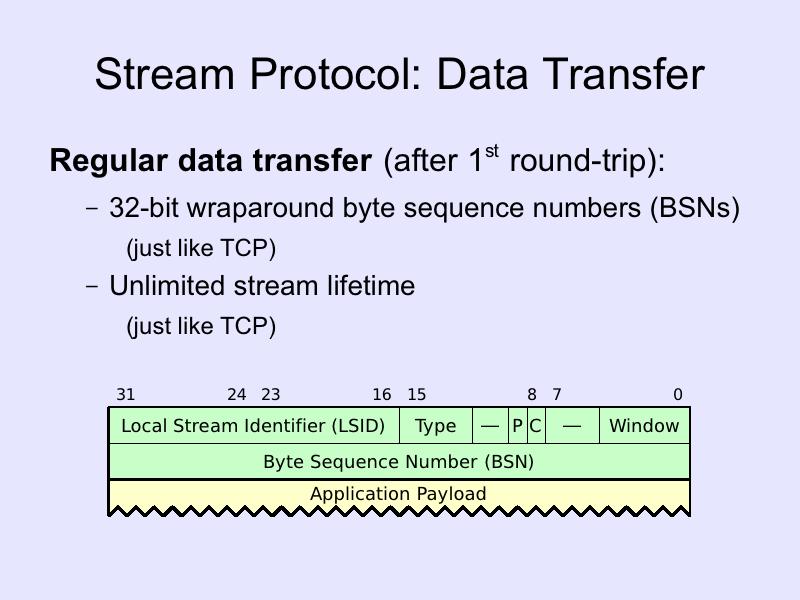 Stream Protocol: Data Transfer
Regular data transfer (after 1st round-trip):
– 32-bit wraparound byte sequence numbers (BSNs)
(just like TCP)
– Unlimited stream lifetime
(just like TCP)
31 24 23 16 15 8 7 0
Local Stream Identifier (LSID) Type — P C — Window
Byte Sequence Number (BSN)
Application Payload